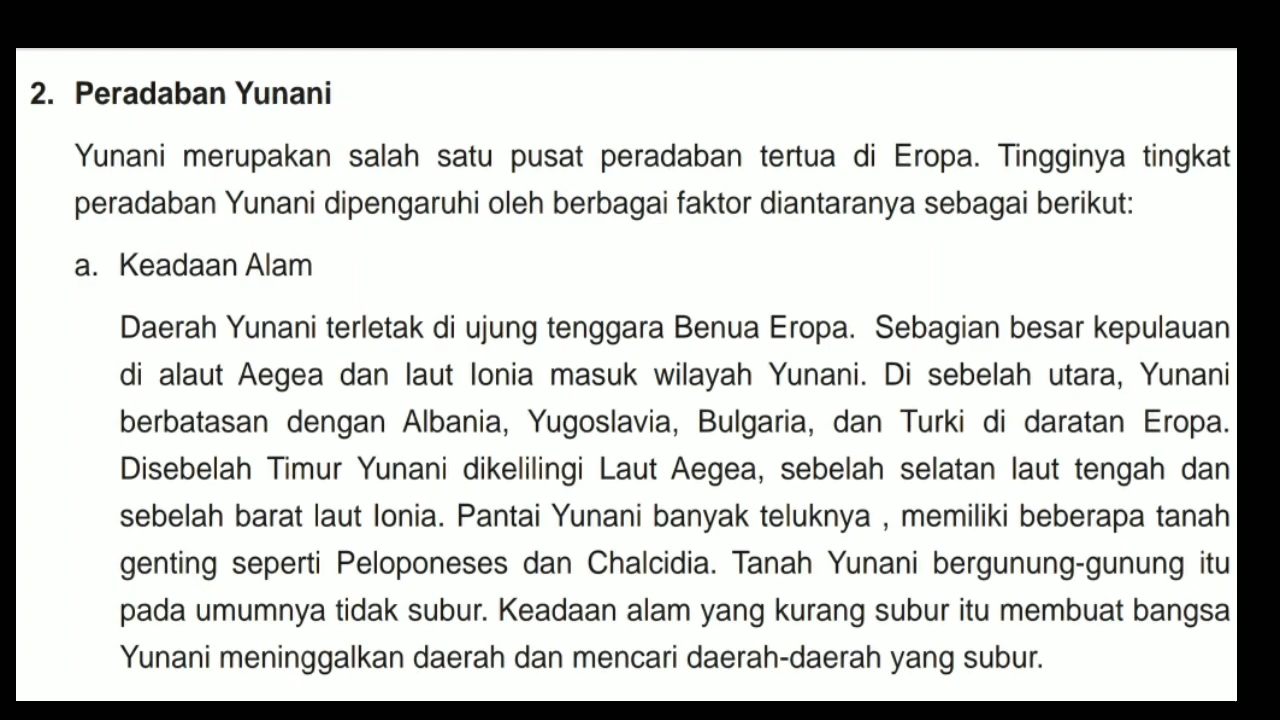 2. Peradaban Yunani
Yunani merupakan salah satu pusat peradaban tertua di Eropa. Tingginya tingkat
peradaban Yunani dipengaruhi oleh berbagai faktor diantaranya sebagai berikut:
a. Keadaan Alam
Daerah Yunani terletak di ujung tenggara Benua Eropa. Sebagian besar kepulauan
di alaut Aegea dan laut Ionia masuk wilayah Yunani. Di sebelah utara, Yunani
berbatasan dengan Albania, Yugoslavia, Bulgaria, dan Turki di daratan Eropa.
Disebelah Timur Yunani dikelilingi Laut Aegea, sebelah selatan laut tengah dan
sebelah barat laut Ionia. Pantai Yunani banyak teluknya , memiliki beberapa tanah
genting seperti Peloponeses dan Chalcidia. Tanah Yunani bergunung-gunung itu
pada umumnya tidak subur. Keadaan alam yang kurang subur itu membuat bangsa
Yunani meninggalkan daerah dan mencari daerah-daerah yang subur.